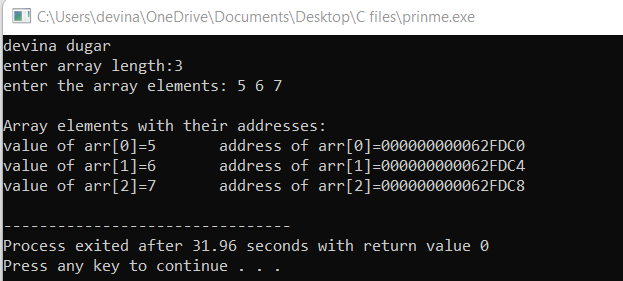 C:\Users\devina\OneDrive\Documents\Desktop\C files\prinme.exe
devina dugar
enter array length:3
enter the array elements: 5 6 7
Array elements with their addresses:
value of arr[0]=5       address of arr[0]=000000000062FDC0
value of arr[1]=6       address of arr[1]=000000000062FDC4
value of arr[2]=7       address of arr[2]=000000000062FDC8
--------------------------------
Process exited after 31.96 seconds with return value 0
Press any key to continue . . .